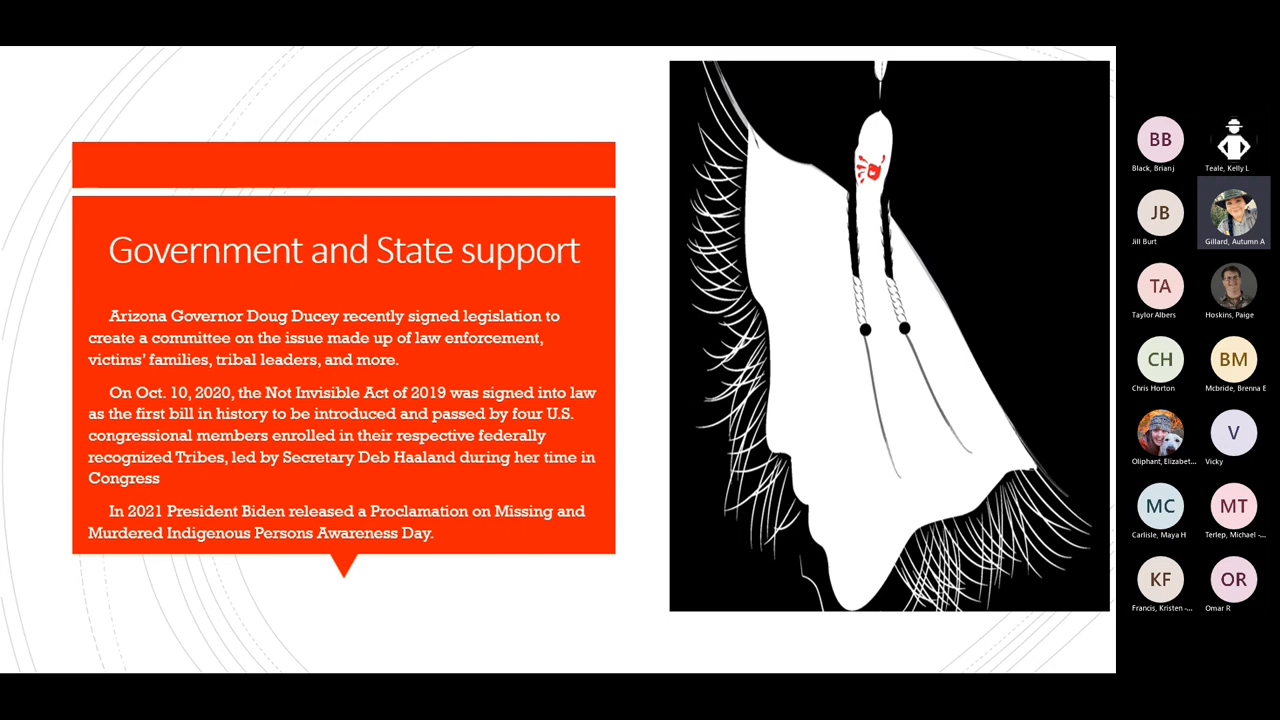 Government and State support
Arizona Governor Doug Ducey recently signed legislation to
create a committee on the issue made up of law enforcement,
victims’ families, tribal leaders, and more.
On Oct. 10, 2020, the Not Invisible Act of 2019 was signed into law
as the first bill in history to be introduced and passed by four U.S.
congressional members enrolled in their respective federally
recognized Tribes, led by Secretary Deb Haaland during her time in
Congress
In 2021 President Biden released a Proclamation on Missing and
Murdered Indigenous Persons Awareness Day.
BB
Black, Brian J
Teale, Kelly L
JB
Jill Burt
Gillard, Autumn A
TA
Taylor Albers
Hoskins, Paige
CH
Chris Horton
BM
Mcbride, Brenna E
Oliphant, Elizabet...
V
Vicky
MC
Carlisle, Maya H
MT
Terlep, Michael -...
KF
Francis, Kristen -...
OR
Omar R